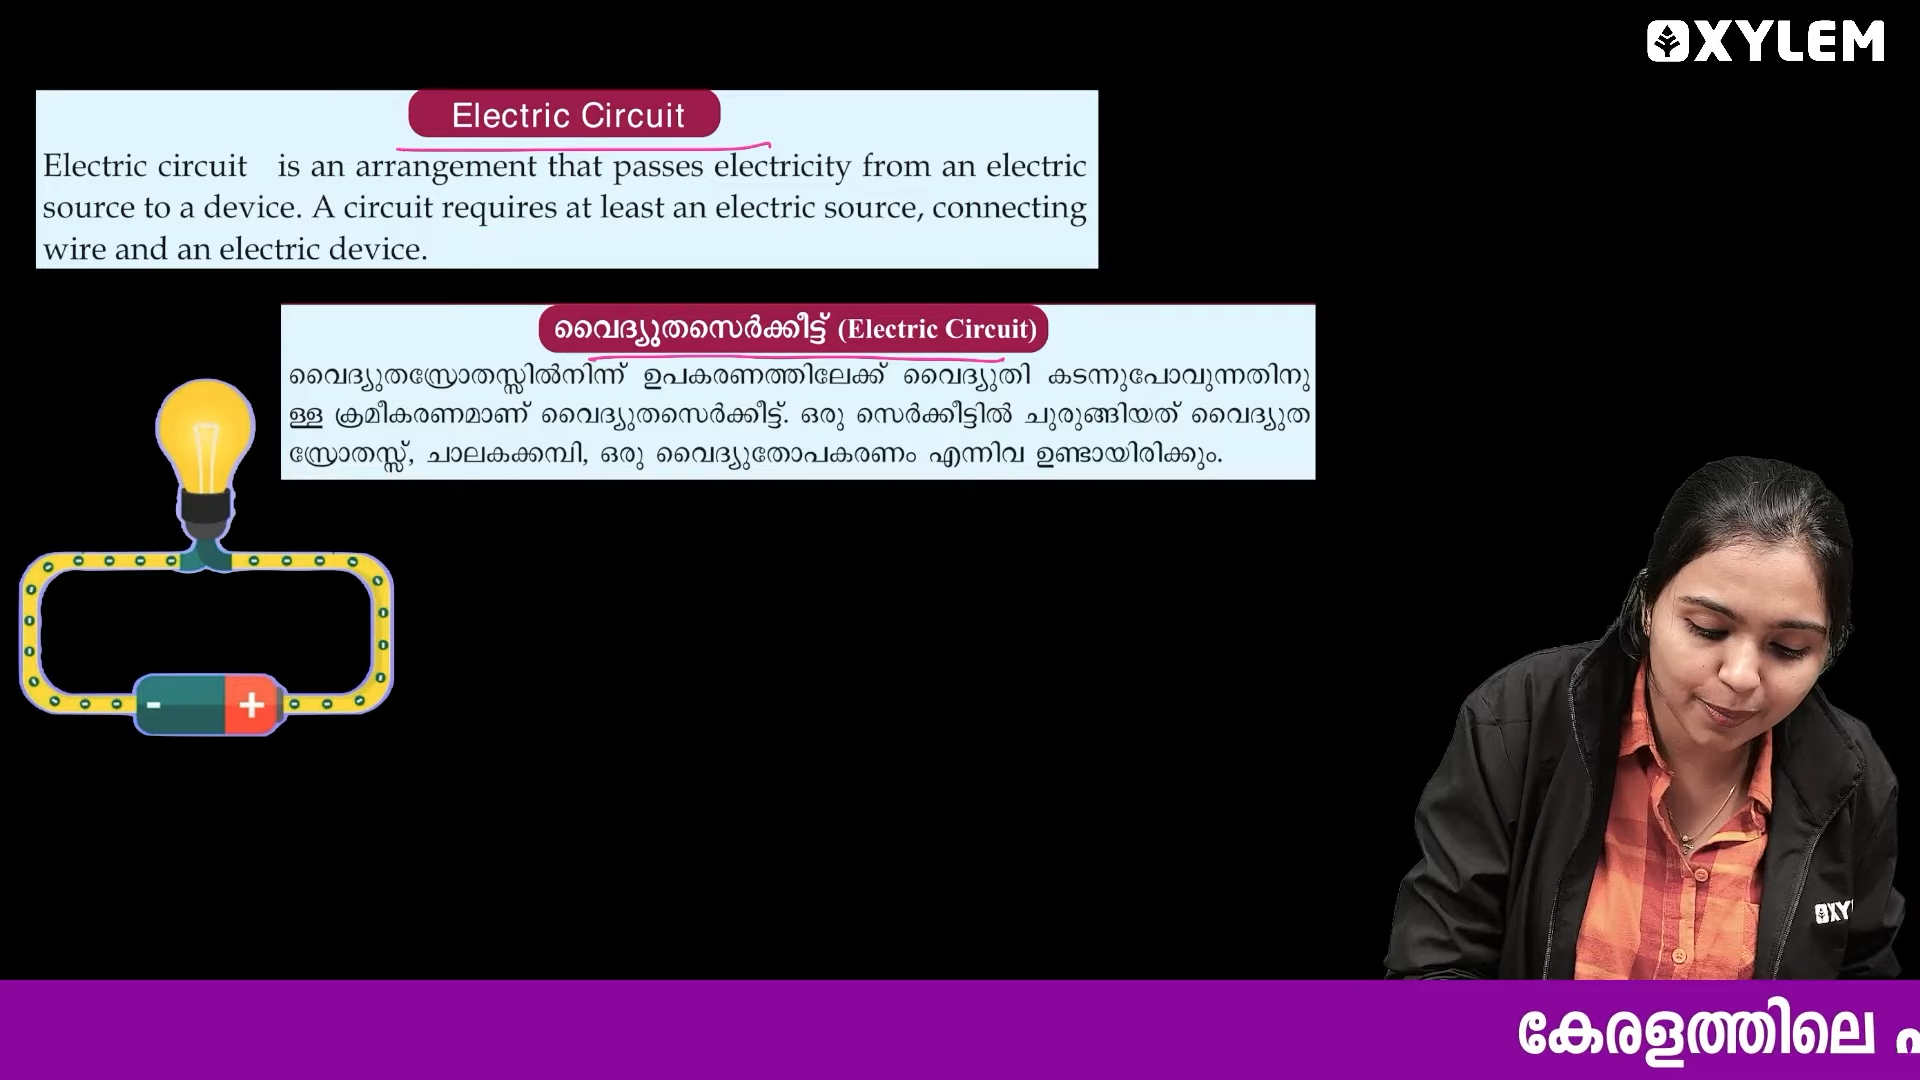 OXYLEM
Electric Circuit
Electric circuit is an arrangement that passes electricity from an electric
source to a device. A circuit requires at least an electric source, connecting
wire and an electric device.
വൈദ്യുതസെർക്കീട്ട് (Electric Circuit)
വൈദ്യുതസ്രോതസ്സിൽനിന്ന് ഉപകരണത്തിലേക്ക് വൈദ്യുതി കടന്നുപോവുന്നതിനു
ള്ള ക്രമീകരണമാണ് വൈദ്യുതസെർക്കീട്ട്. ഒരു സെർക്കീട്ടിൽ ചുരുങ്ങിയത് വൈദ്യുത
സ്രോതസ്സ്, ചാലകക്കമ്പി, ഒരു വൈദ്യുതോപകരണം എന്നിവ ഉണ്ടായിരിക്കും.
- +
OXY
കേരളത്തിലെ